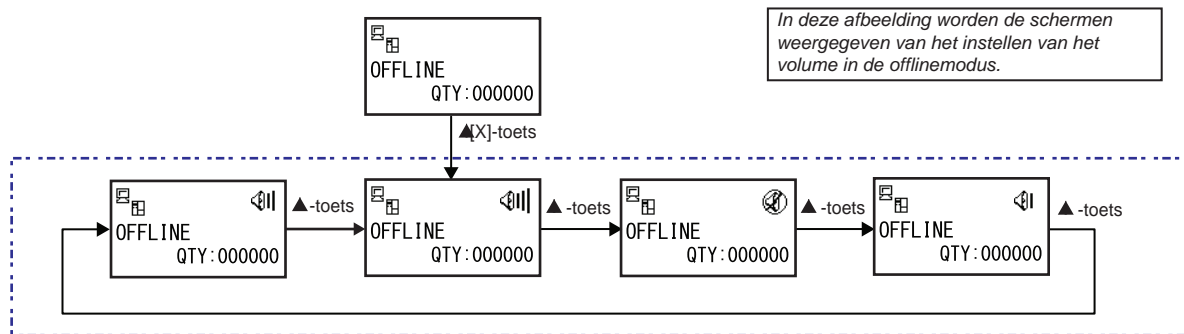 In deze afbeelding worden de schermen
weergegeven van het instellen van het
volume in de offlinemodus.
OFFLINE
QTY:000000
▲[X]-toets
OFFLINE
QTY:000000
▲-toets
OFFLINE
QTY:000000
▲-toets
OFFLINE
QTY:000000
▲-toets
OFFLINE
QTY:000000
▲-toets